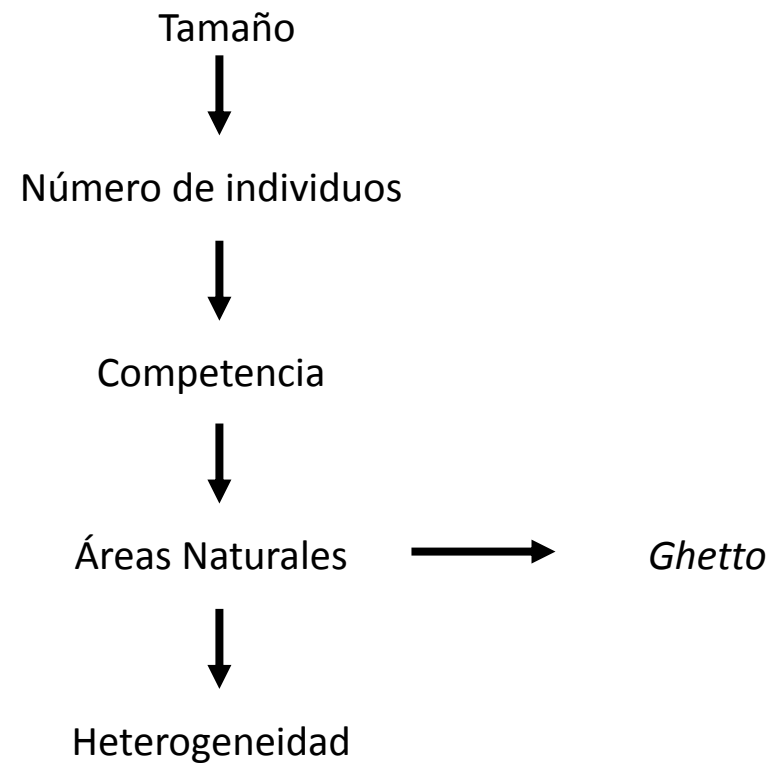 Tamaño
Número de individuos
Competencia
Áreas Naturales
Ghetto
Heterogeneidad